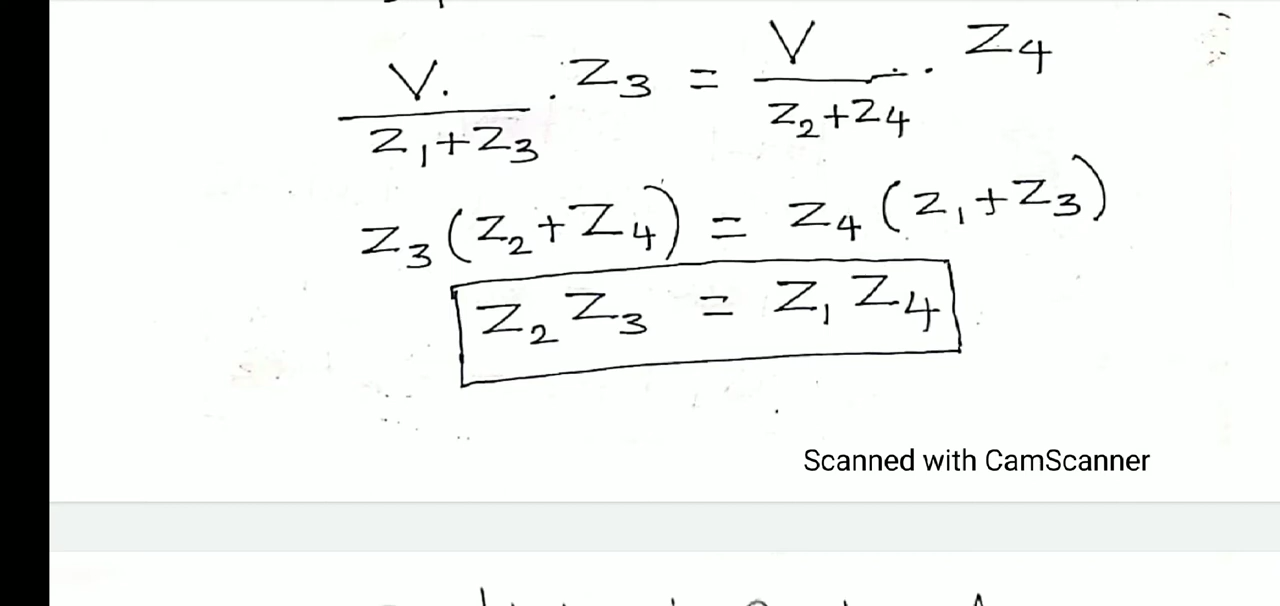 V. / Z₁+Z₃ . Z₃ = V / Z₂+Z₄ . Z₄
Z₃(Z₂+Z₄) = Z₄(Z₁+Z₃)
Z₂ Z₃ = Z₁ Z₄
Scanned with CamScanner